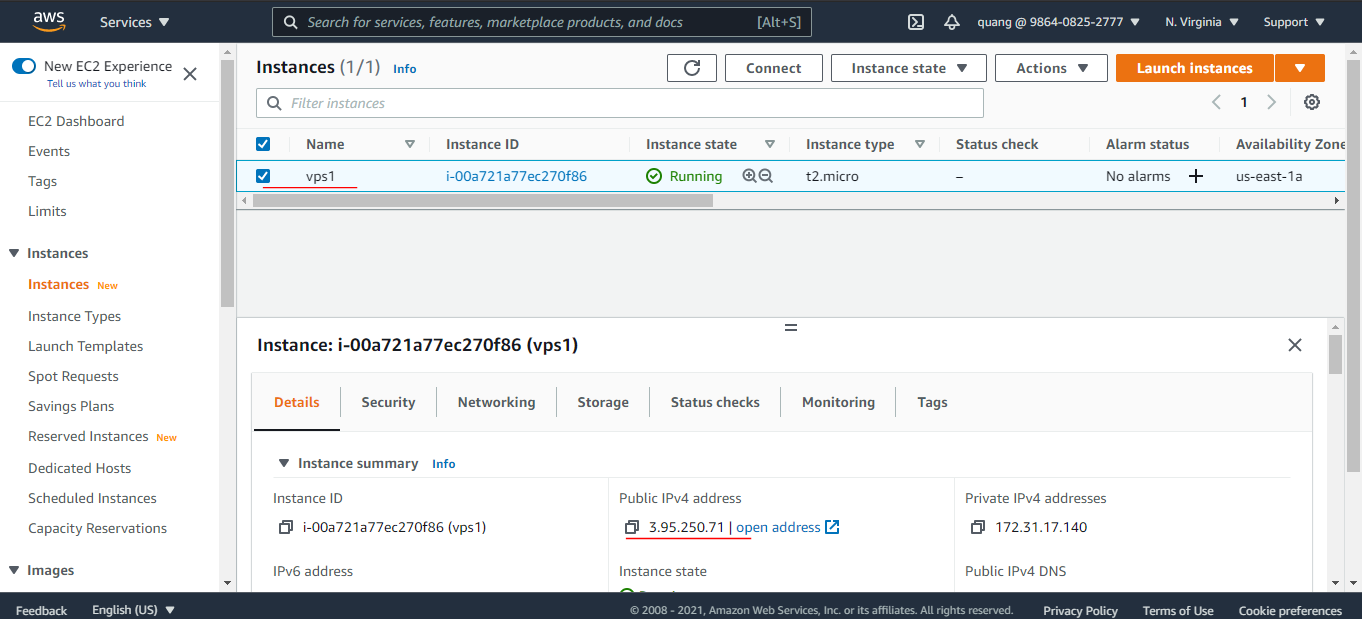 aws Services Search for services, features, marketplace products, and docs [Alt+S] quang @ 9864-0825-2777 N. Virginia Support
New EC2 Experience
Tell us what you think
EC2 Dashboard
Events
Tags
Limits
Instances
Instances New
Instance Types
Launch Templates
Spot Requests
Savings Plans
Reserved Instances New
Dedicated Hosts
Scheduled Instances
Capacity Reservations
Images
Instances (1/1) Info Connect Instance state Actions Launch instances
Filter instances 1
Name Instance ID Instance state Instance type Status check Alarm status Availability Zone
vps1 i-00a721a77ec270f86 Running t2.micro – No alarms + us-east-1a
Instance: i-00a721a77ec270f86 (vps1)
Details Security Networking Storage Status checks Monitoring Tags
Instance summary Info
Instance ID Public IPv4 address Private IPv4 addresses
i-00a721a77ec270f86 (vps1) 3.95.250.71 | open address 172.31.17.140
IPv6 address Instance state Public IPv4 DNS
Feedback English (US) © 2008 - 2021, Amazon Web Services, Inc. or its affiliates. All rights reserved. Privacy Policy Terms of Use Cookie preferences